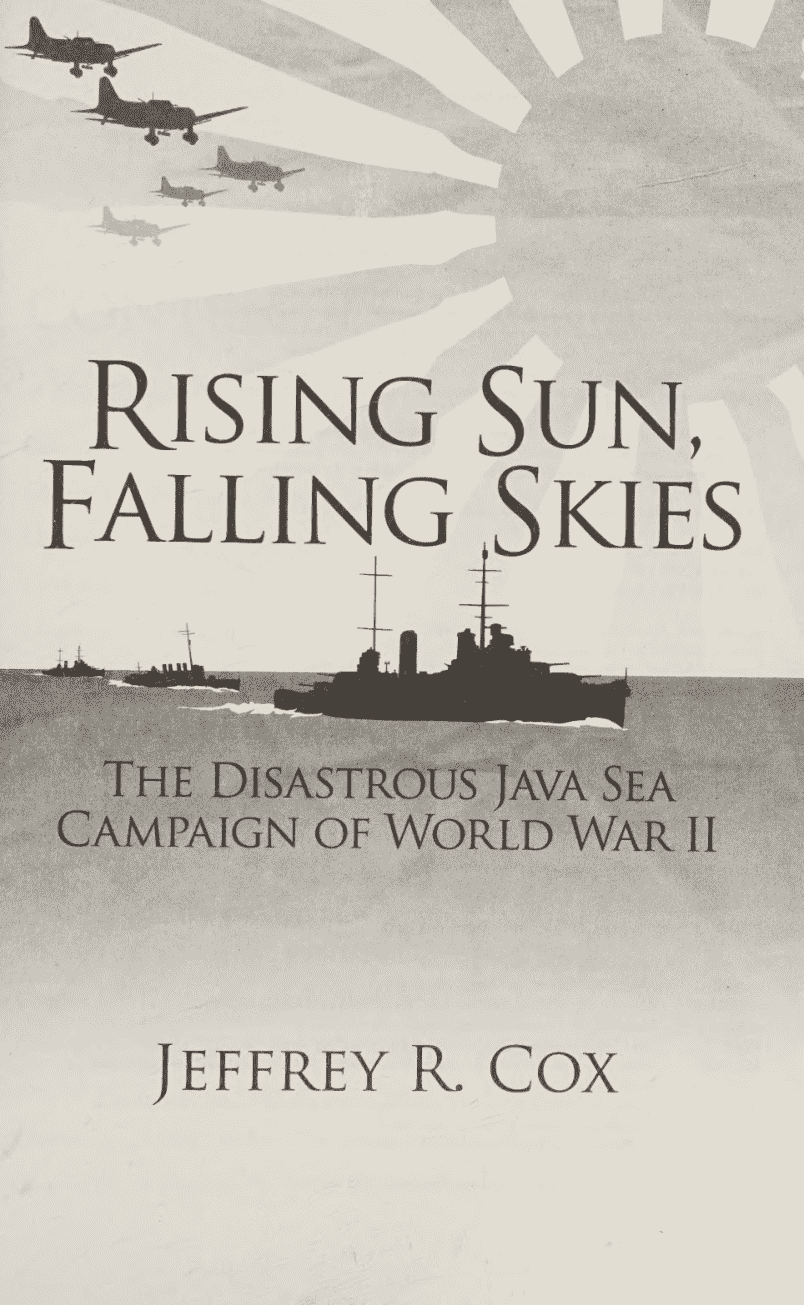 Rising Sun,
Falling Skies
The Disastrous Java Sea
Campaign of World War II
Jeffrey R. Cox